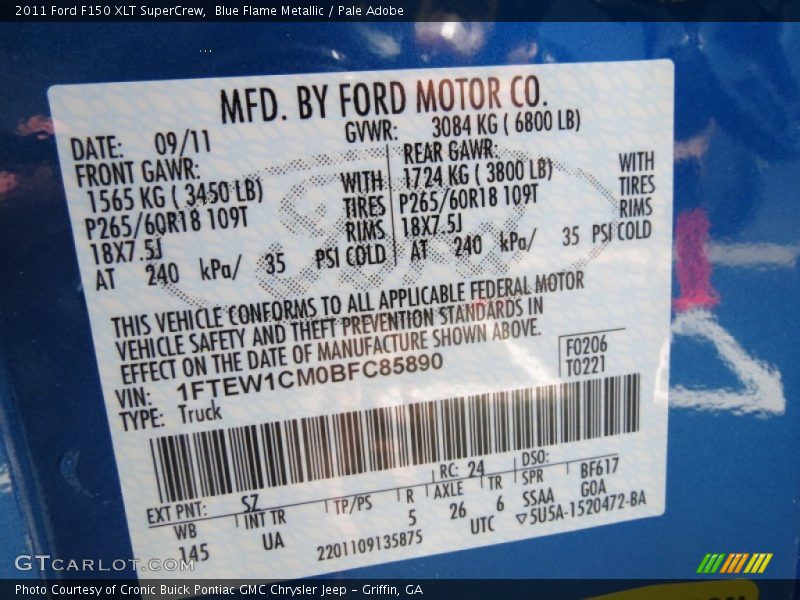 2011 Ford F150 XLT SuperCrew, Blue Flame Metallic / Pale Adobe
MFD. BY FORD MOTOR CO.
DATE: 09/11 GVWR: 3084 KG ( 6800 LB)
FRONT GAWR: REAR GAWR:
1565 KG ( 3450 LB) WITH 1724 KG ( 3800 LB) WITH
P265/60R18 109T TIRES P265/60R18 109T TIRES
18X7.5J RIMS 18X7.5J RIMS
AT 240 kPa/ 35 PSI COLD AT 240 kPa/ 35 PSI COLD
THIS VEHICLE CONFORMS TO ALL APPLICABLE FEDERAL MOTOR
VEHICLE SAFETY AND THEFT PREVENTION STANDARDS IN
EFFECT ON THE DATE OF MANUFACTURE SHOWN ABOVE.
VIN: 1FTEW1CM0BFC85890 F0206
TYPE: Truck T0221
EXT PNT: SZ RC: 24 DSO:
WB INT TR TP/PS R AXLE TR SPR BF617
145 UA 5 26 6 SSAA G0A
2201109135875 UTC ▽5U5A-1520472-BA
GTCarlot.com
Photo Courtesy of Cronic Buick Pontiac GMC Chrysler Jeep - Griffin, GA